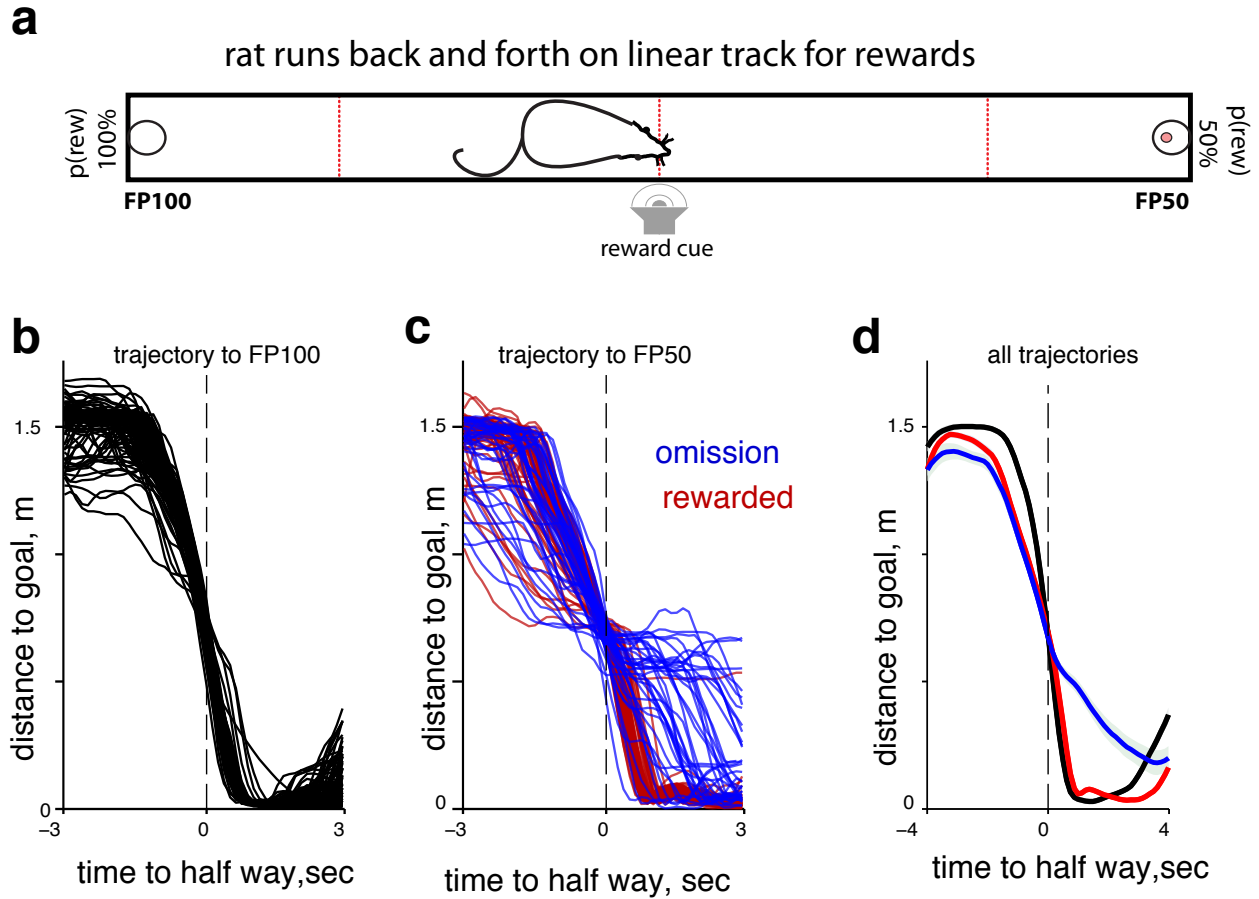 a
rat runs back and forth on linear track for rewards
p(rew)
100%
p(rew)
50%
FP100
FP50
reward cue
b
trajectory to FP100
distance to goal, m
1.5
0
−3
0
3
time to half way,sec
c
trajectory to FP50
omission
rewarded
distance to goal, m
1.5
0
−3
0
3
time to half way, sec
d
all trajectories
distance to goal, m
1.5
0
−4
0
4
time to half way,sec